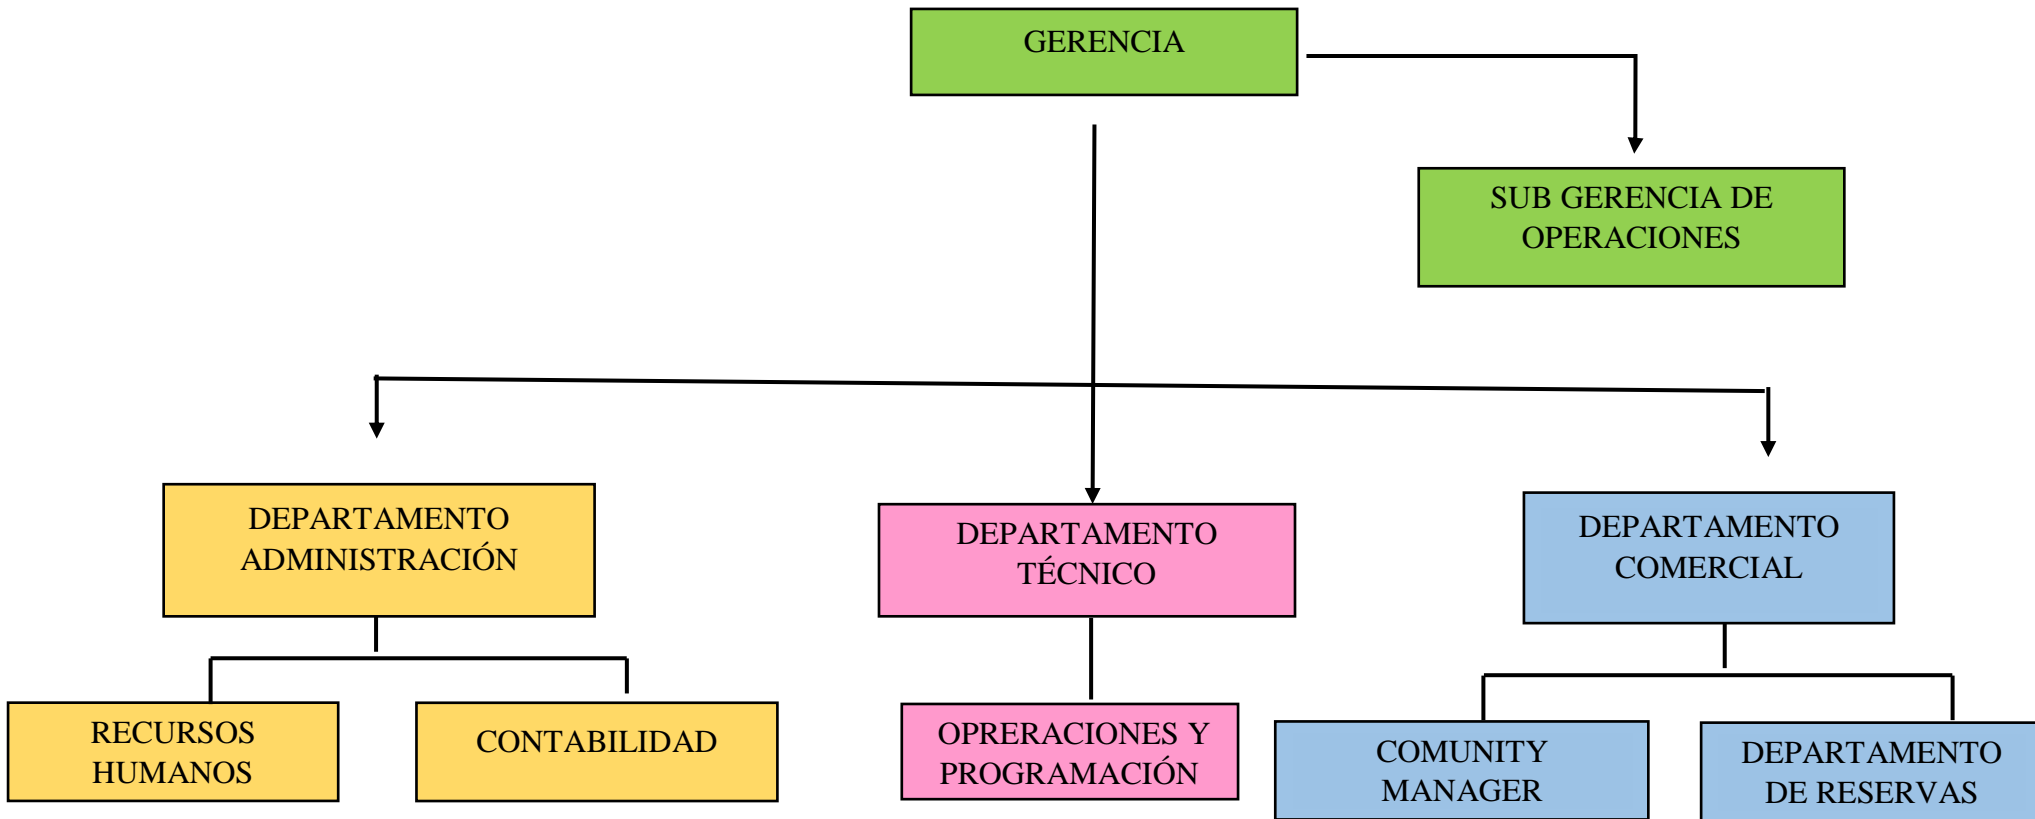 GERENCIA
SUB GERENCIA DE
OPERACIONES
DEPARTAMENTO
ADMINISTRACIÓN
DEPARTAMENTO
TÉCNICO
DEPARTAMENTO
COMERCIAL
RECURSOS
HUMANOS
CONTABILIDAD
OPRERACIONES Y
PROGRAMACIÓN
COMUNITY
MANAGER
DEPARTAMENTO
DE RESERVAS